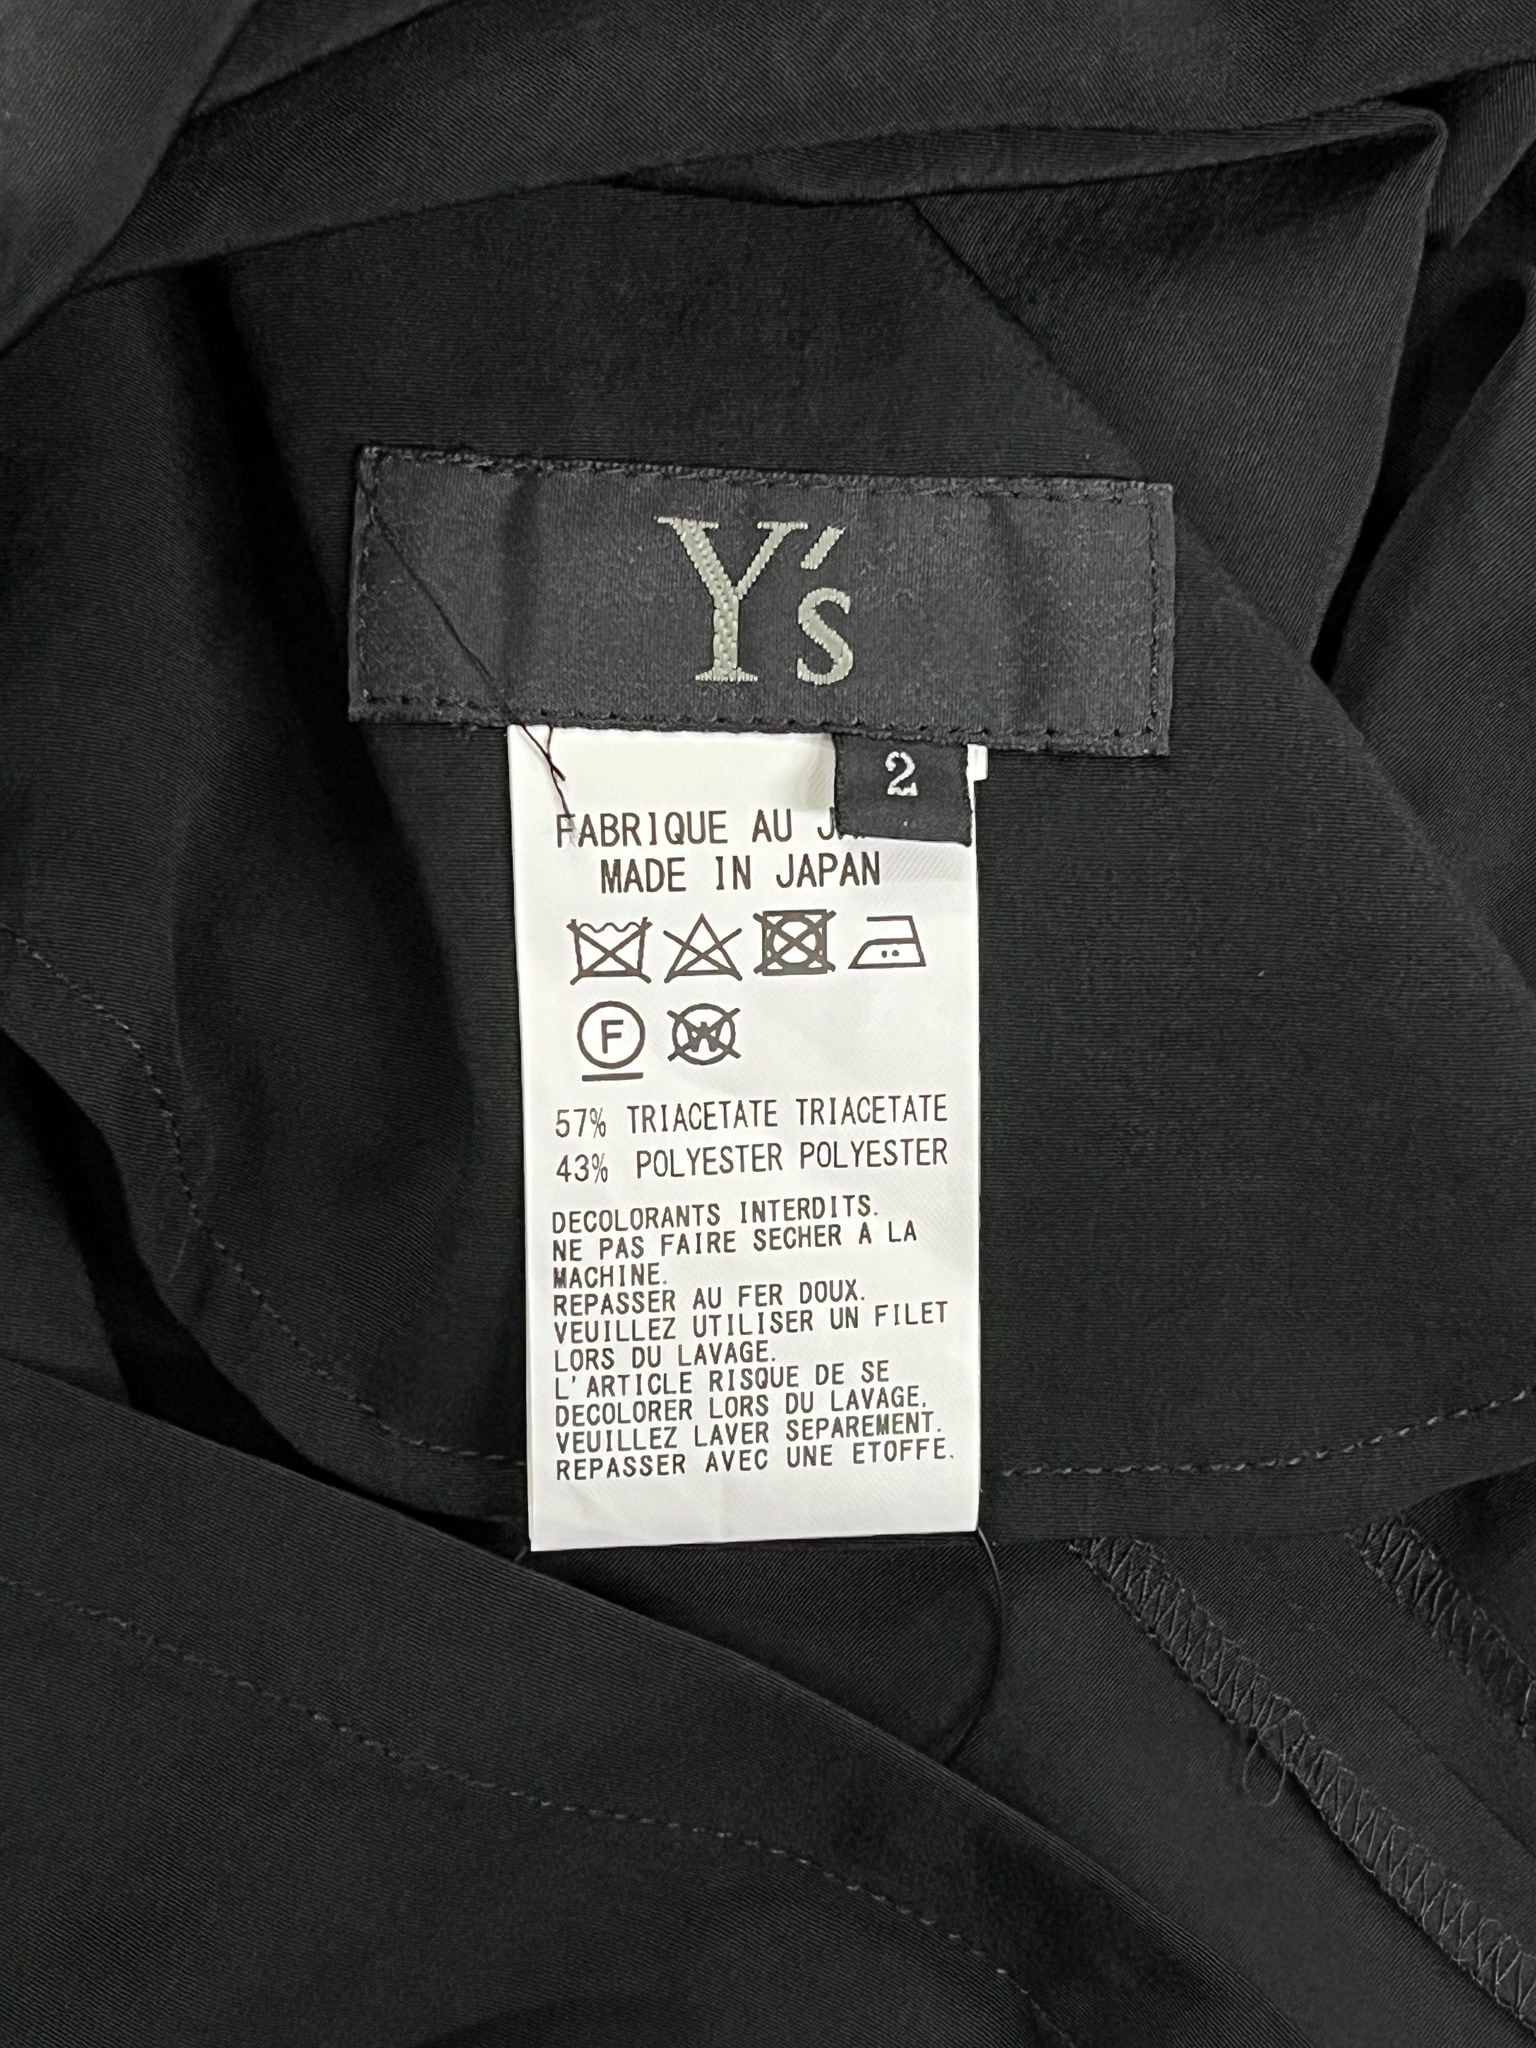 Y's
2
FABRIQUE AU
MADE IN JAPAN
F W
57% TRIACETATE TRIACETATE
43% POLYESTER POLYESTER
DECOLORANTS INTERDITS.
NE PAS FAIRE SECHER A LA
MACHINE.
REPASSER AU FER DOUX.
VEUILLEZ UTILISER UN FILET
LORS DU LAVAGE.
L'ARTICLE RISQUE DE SE
DECOLORER LORS DU LAVAGE,
VEUILLEZ LAVER SEPAREMENT.
REPASSER AVEC UNE ETOFFE.